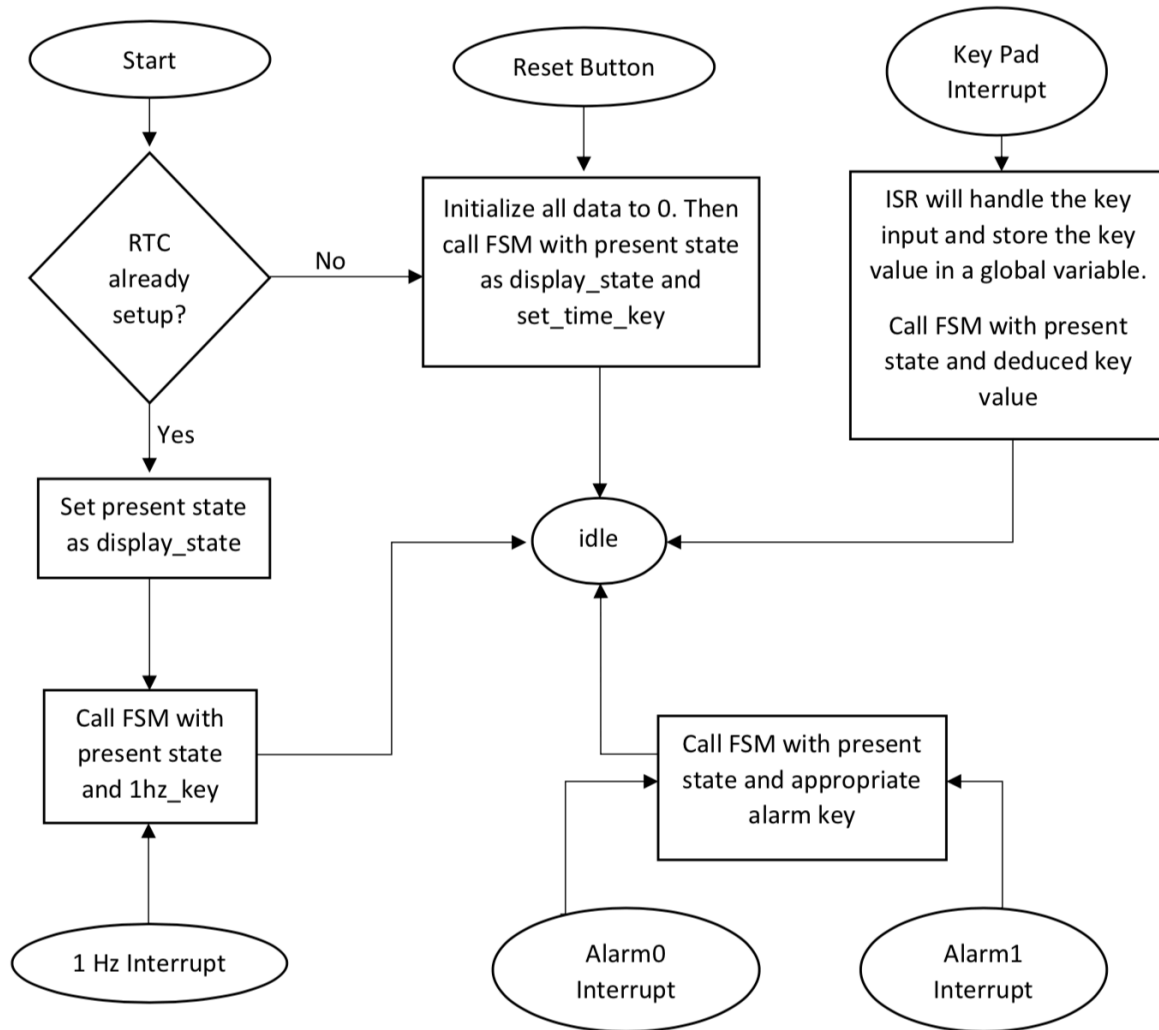 Start
Reset Button
Key Pad
Interrupt
RTC
already
setup?
No
Yes
Initialize all data to 0. Then
call FSM with present state
as display_state and
set_time_key
ISR will handle the key
input and store the key
value in a global variable.
Call FSM with present
state and deduced key
value
Set present state
as display_state
idle
Call FSM with
present state
and 1hz_key
Call FSM with present
state and appropriate
alarm key
1 Hz Interrupt
Alarm0
Interrupt
Alarm1
Interrupt